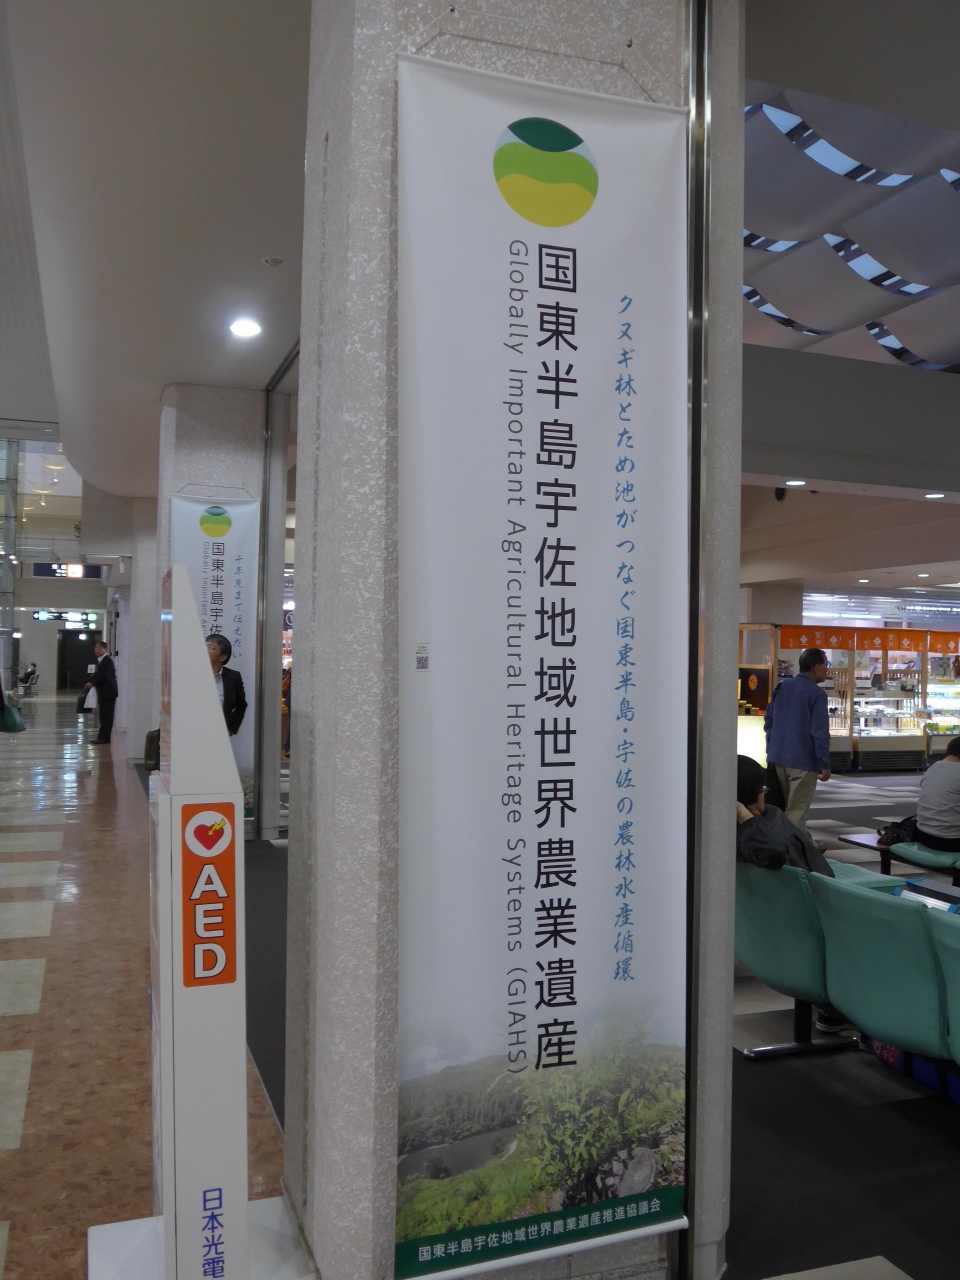 クヌギ林とため池がつなぐ国東半島・宇佐の農林水産循環
国東半島宇佐地域世界農業遺産
Globally Important Agricultural Heritage Systems (GIAHS)
国東半島宇佐地域世界農業遺産推進協議会
千年先まで伝えたい
国東半島宇佐
Globally Important Agri
AED
日本光電